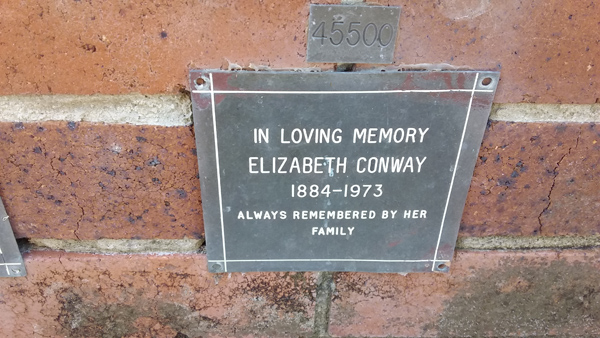 45500
IN LOVING MEMORY
ELIZABETH CONWAY
1884-1973
ALWAYS REMEMBERED BY HER
FAMILY